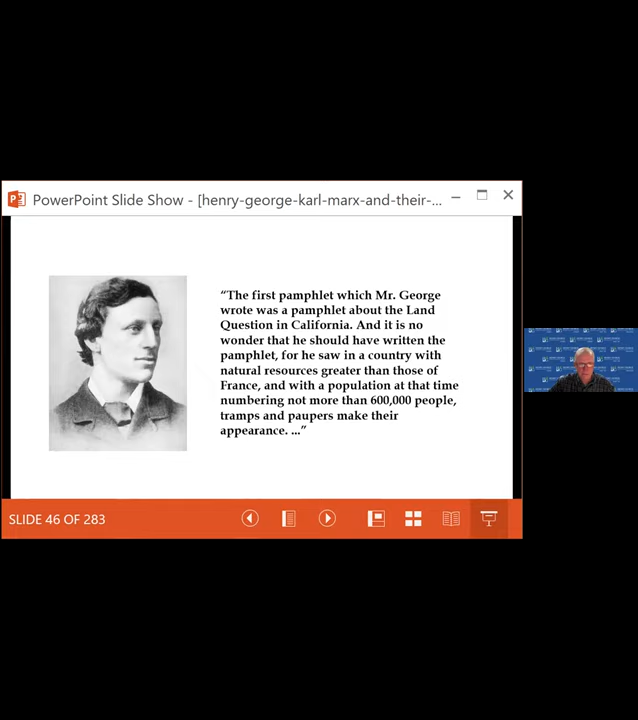 PowerPoint Slide Show - [henry-george-karl-marx-and-their-...
“The first pamphlet which Mr. George
wrote was a pamphlet about the Land
Question in California. And it is no
wonder that he should have written the
pamphlet, for he saw in a country with
natural resources greater than those of
France, and with a population at that time
numbering not more than 600,000 people,
tramps and paupers make their
appearance. ...”
SLIDE 46 OF 283